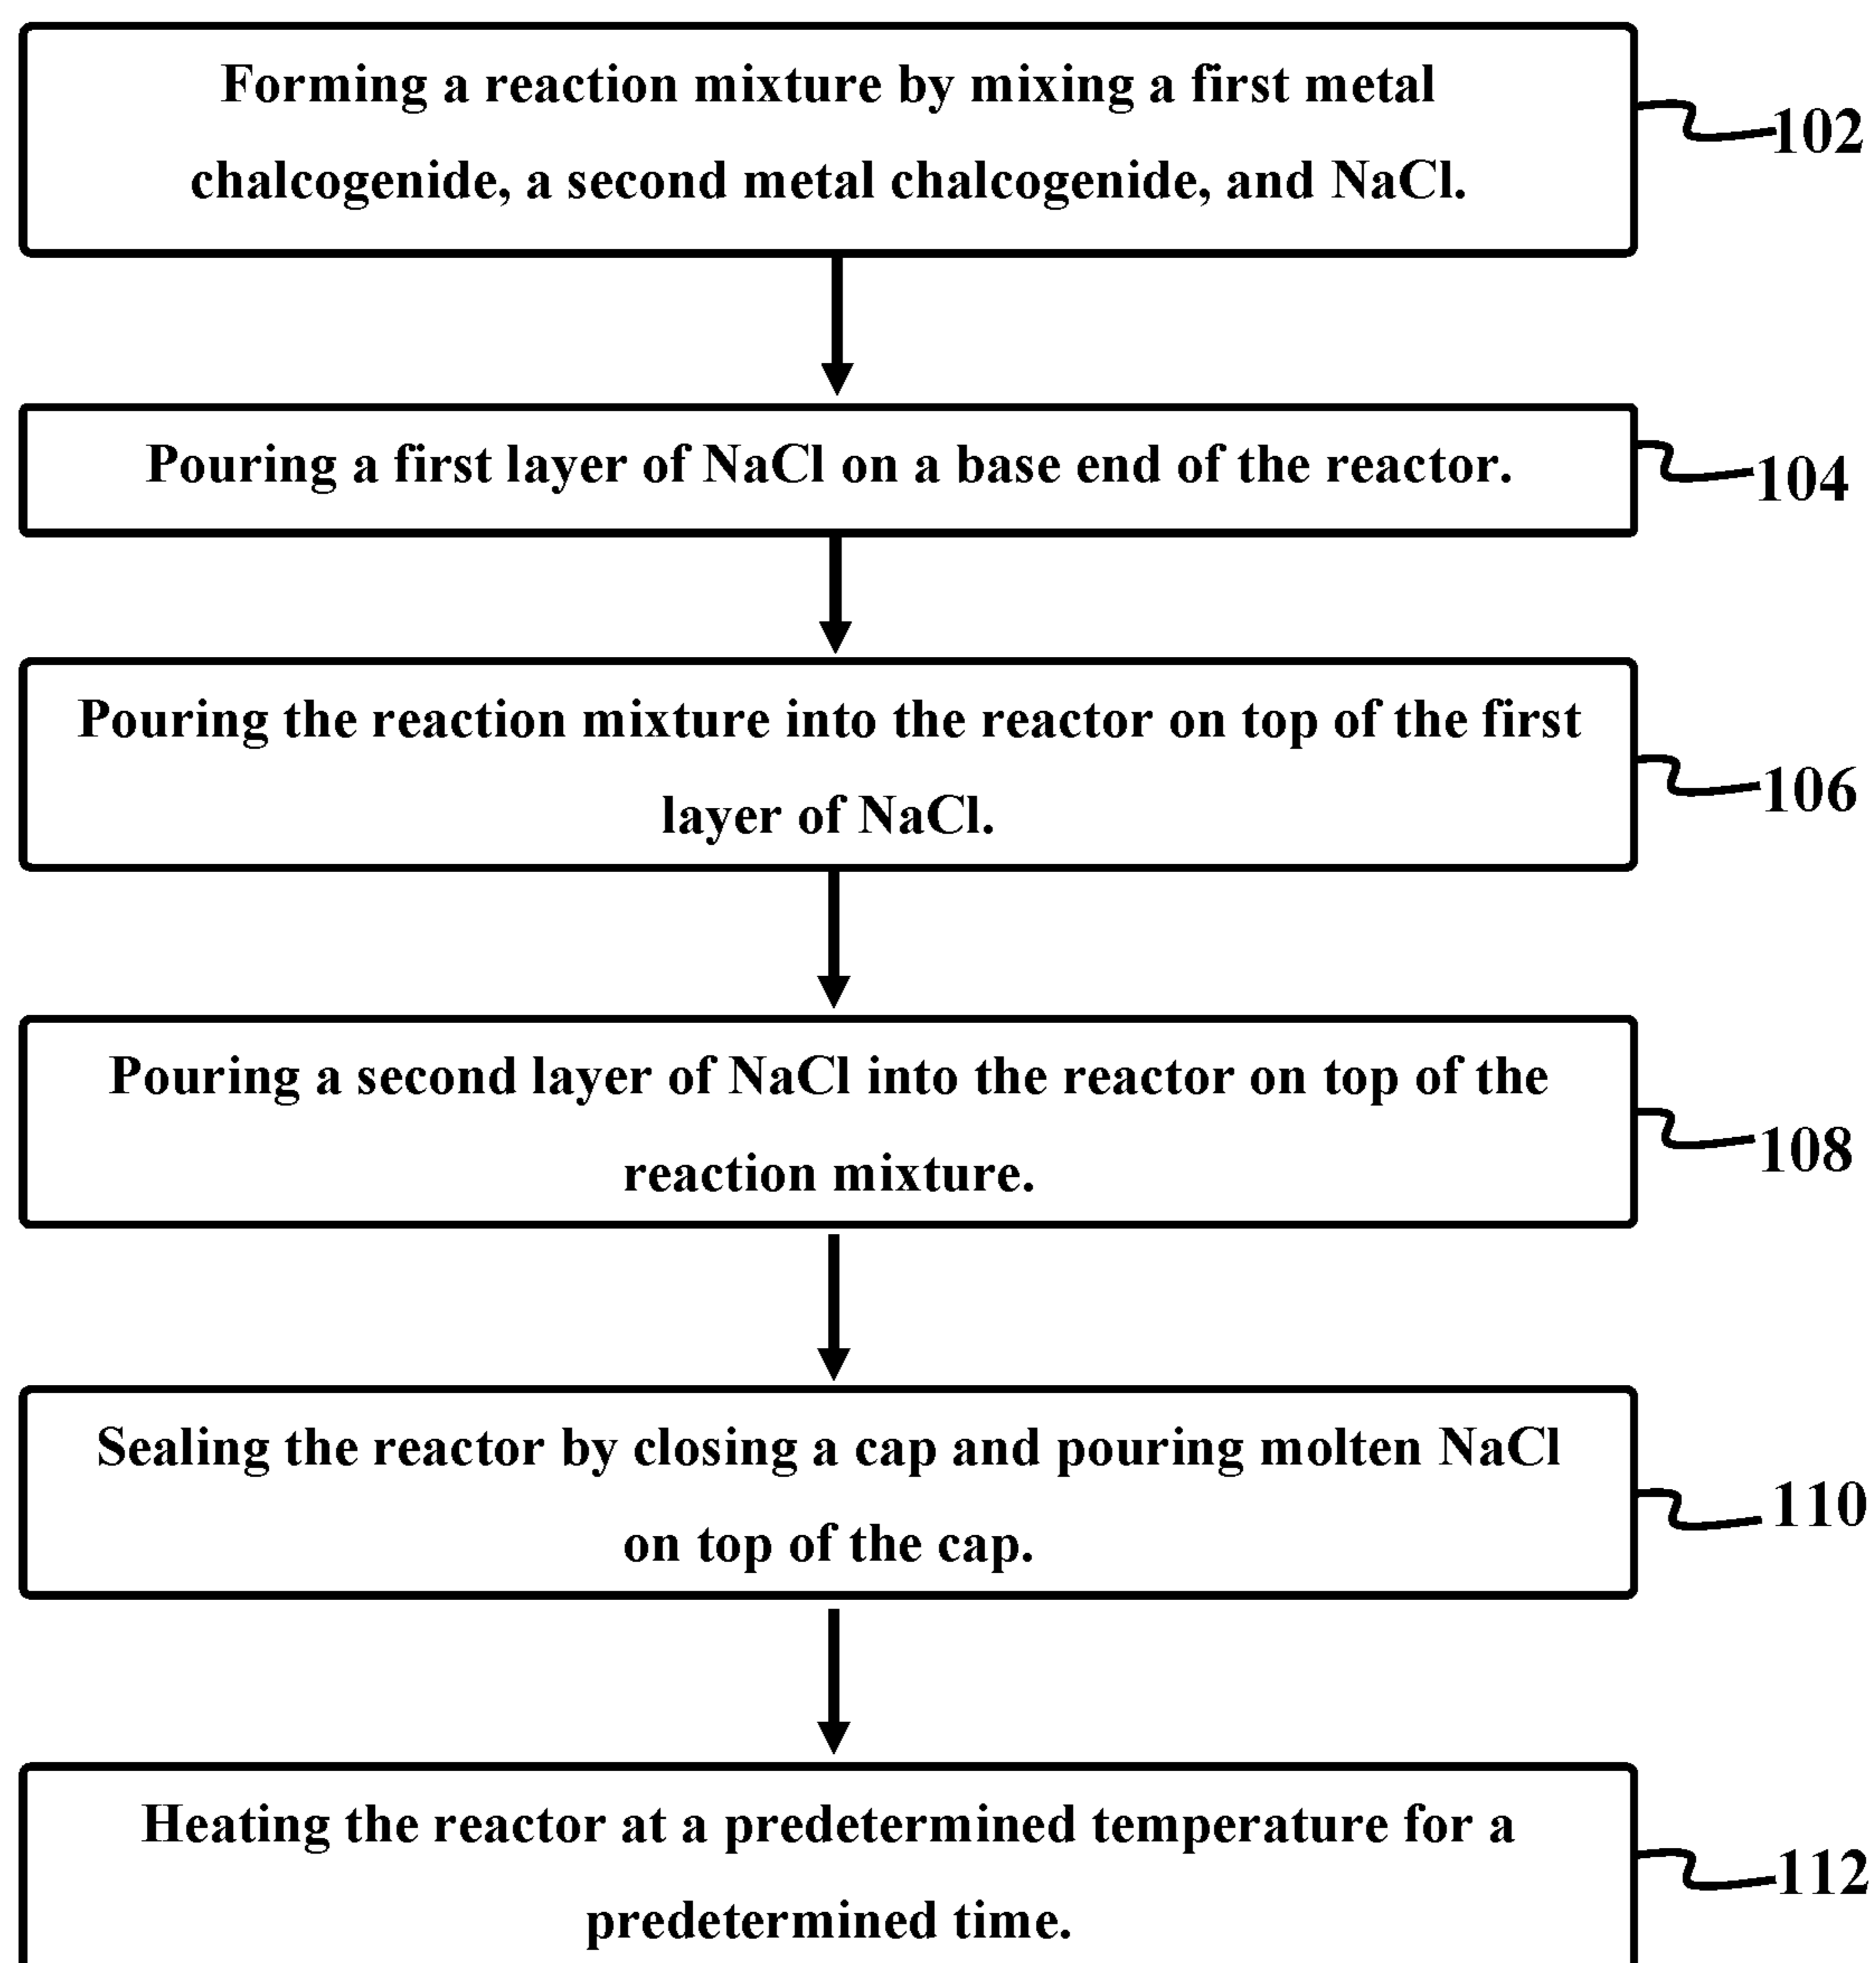 Forming a reaction mixture by mixing a first metal
chalcogenide, a second metal chalcogenide, and NaCl.
102
Pouring a first layer of NaCl on a base end of the reactor.
104
Pouring the reaction mixture into the reactor on top of the first
layer of NaCl.
106
Pouring a second layer of NaCl into the reactor on top of the
reaction mixture.
108
Sealing the reactor by closing a cap and pouring molten NaCl
on top of the cap.
110
Heating the reactor at a predetermined temperature for a
predetermined time.
112